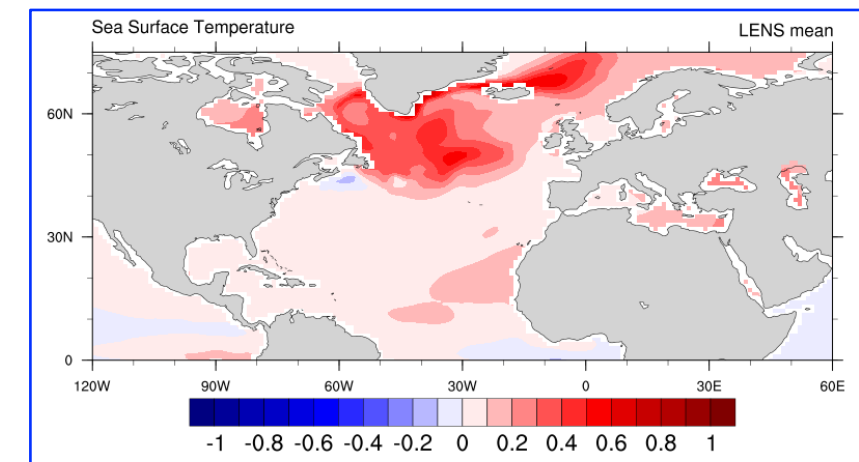 Sea Surface Temperature LENS mean
60N
30N
0
120W 90W 60W 30W 0 30E 60E
-1 -0.8 -0.6 -0.4 -0.2 0 0.2 0.4 0.6 0.8 1